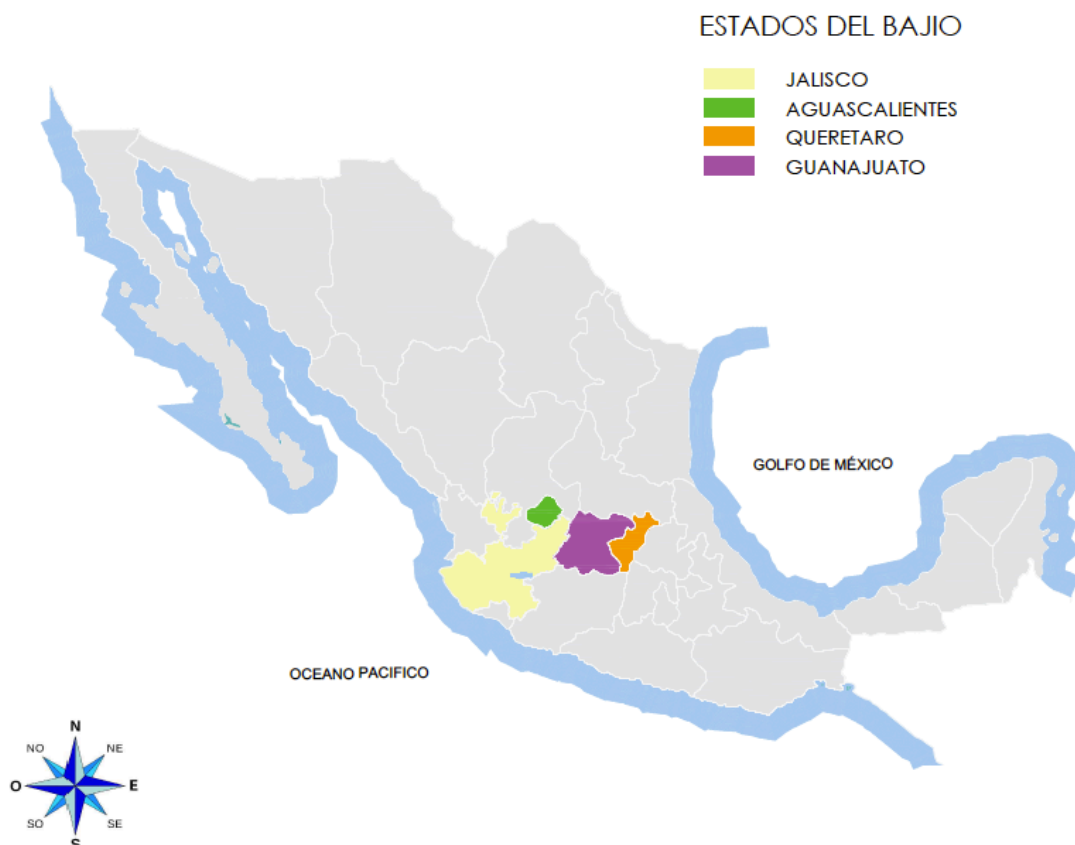 ESTADOS DEL BAJIO
JALISCO
AGUASCALIENTES
QUERETARO
GUANAJUATO
GOLFO DE MÉXICO
OCEANO PACIFICO
N
NO
NE
O
E
SO
SE
S